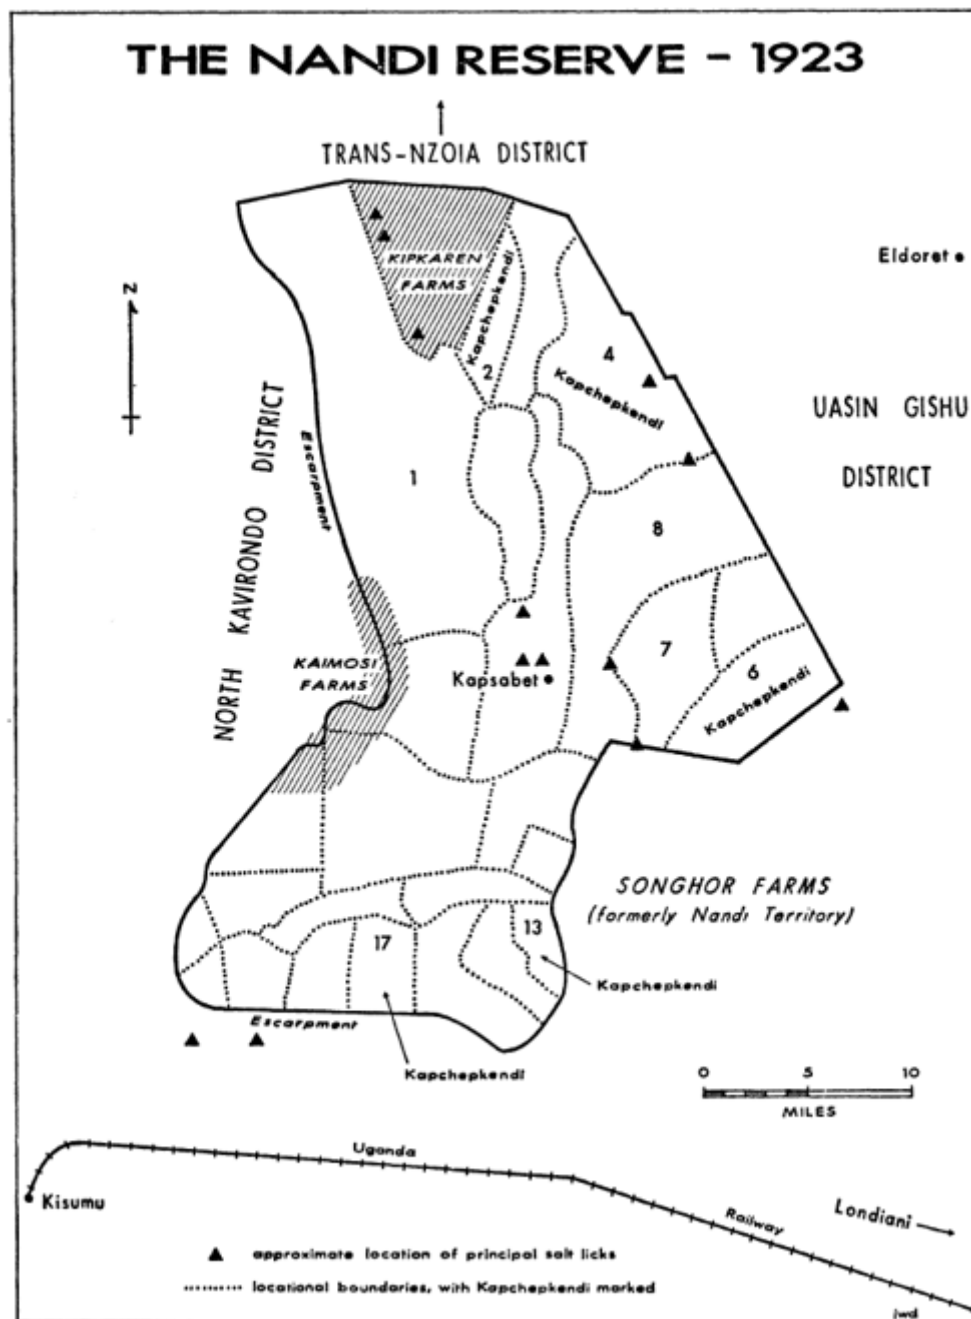 THE NANDI RESERVE - 1923
TRANS-NZOIA DISTRICT
Eldoret
KIPKAREN
FARMS
Kapchepkendi
2
4
Kapchepkendi
N
UASIN GISHU
DISTRICT
NORTH KAVIRONDO DISTRICT
Escarpment
1
8
7
6
Kapchepkendi
KAIMOSI
FARMS
Kapsabet
SONGHOR FARMS
(formerly Nandi Territory)
13
17
Kapchepkendi
Escarpment
Kapchepkendi
0 5 10
MILES
Uganda
Railway
Kisumu
Londiani
approximate location of principal salt licks
locational boundaries, with Kapchepkendi marked
jwd